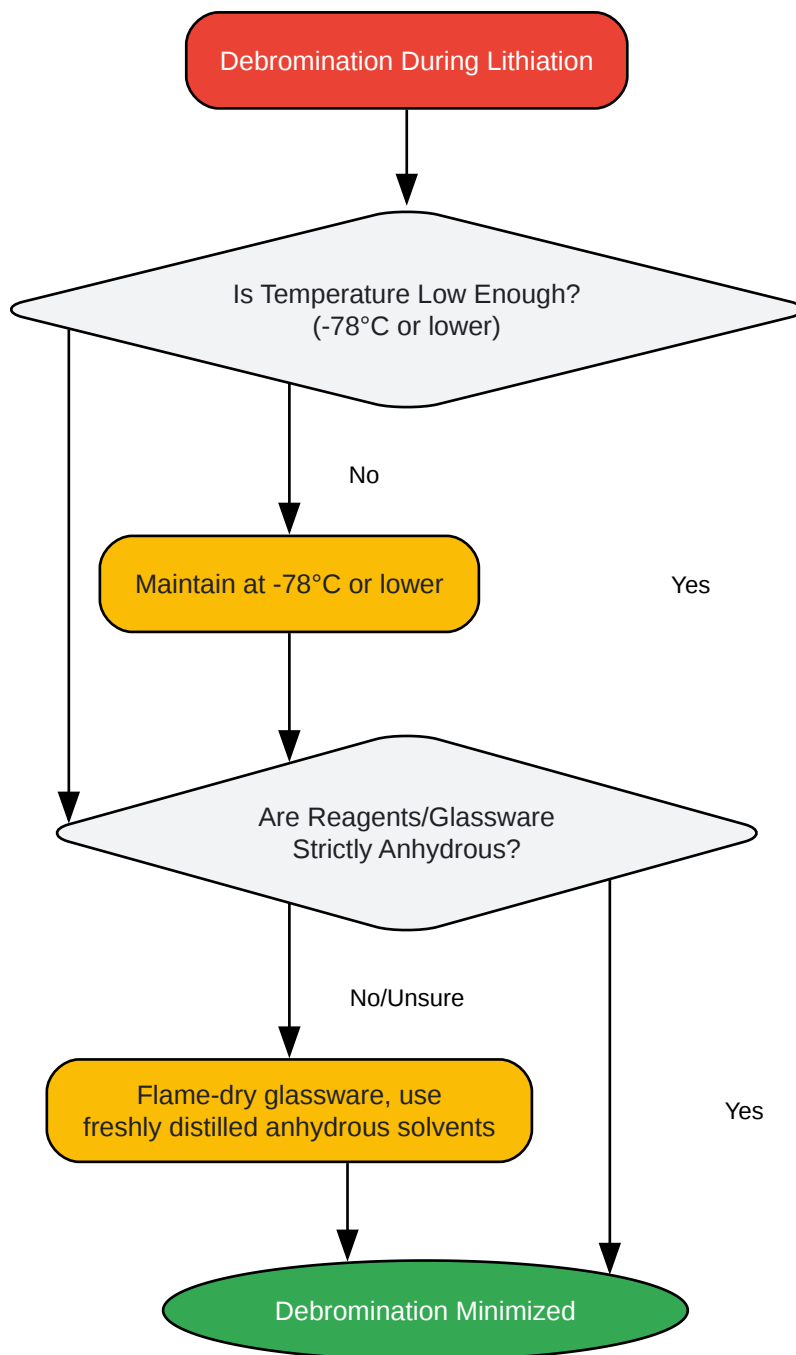 Debromination During Lithiation
Is Temperature Low Enough?
(-78°C or lower)
No
Maintain at -78°C or lower
Yes
Are Reagents/Glassware
Strictly Anhydrous?
No/Unsure
Flame-dry glassware, use
freshly distilled anhydrous solvents
Yes
Debromination Minimized